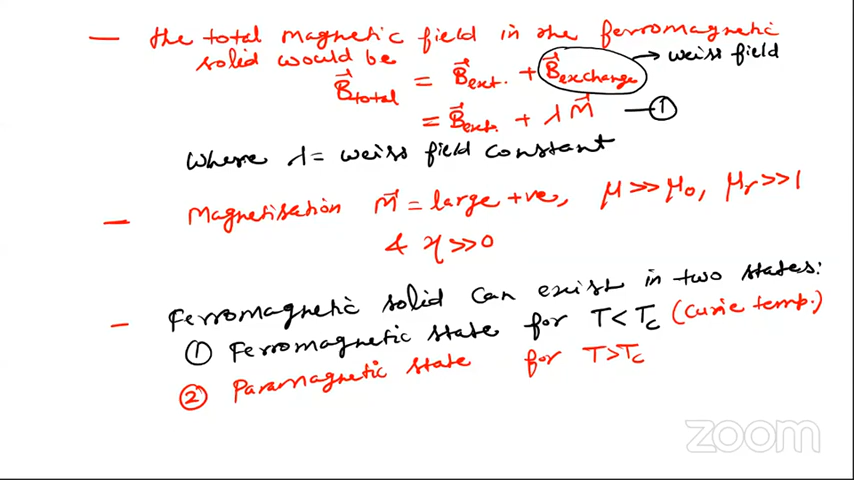 — The total magnetic field in the ferromagnetic
solid would be
B⃗total = B⃗ext. + B⃗exchange → weiss field
= B⃗ext. + λM⃗ — ①
where λ = weiss field constant
— Magnetisation M⃗ = large +ve, μ >> μ₀, μr >> 1
& χ >> 0
— Ferromagnetic solid can exist in two states:
① Ferromagnetic state for T < Tc (curie temp.)
② Paramagnetic state for T > Tc
zoom